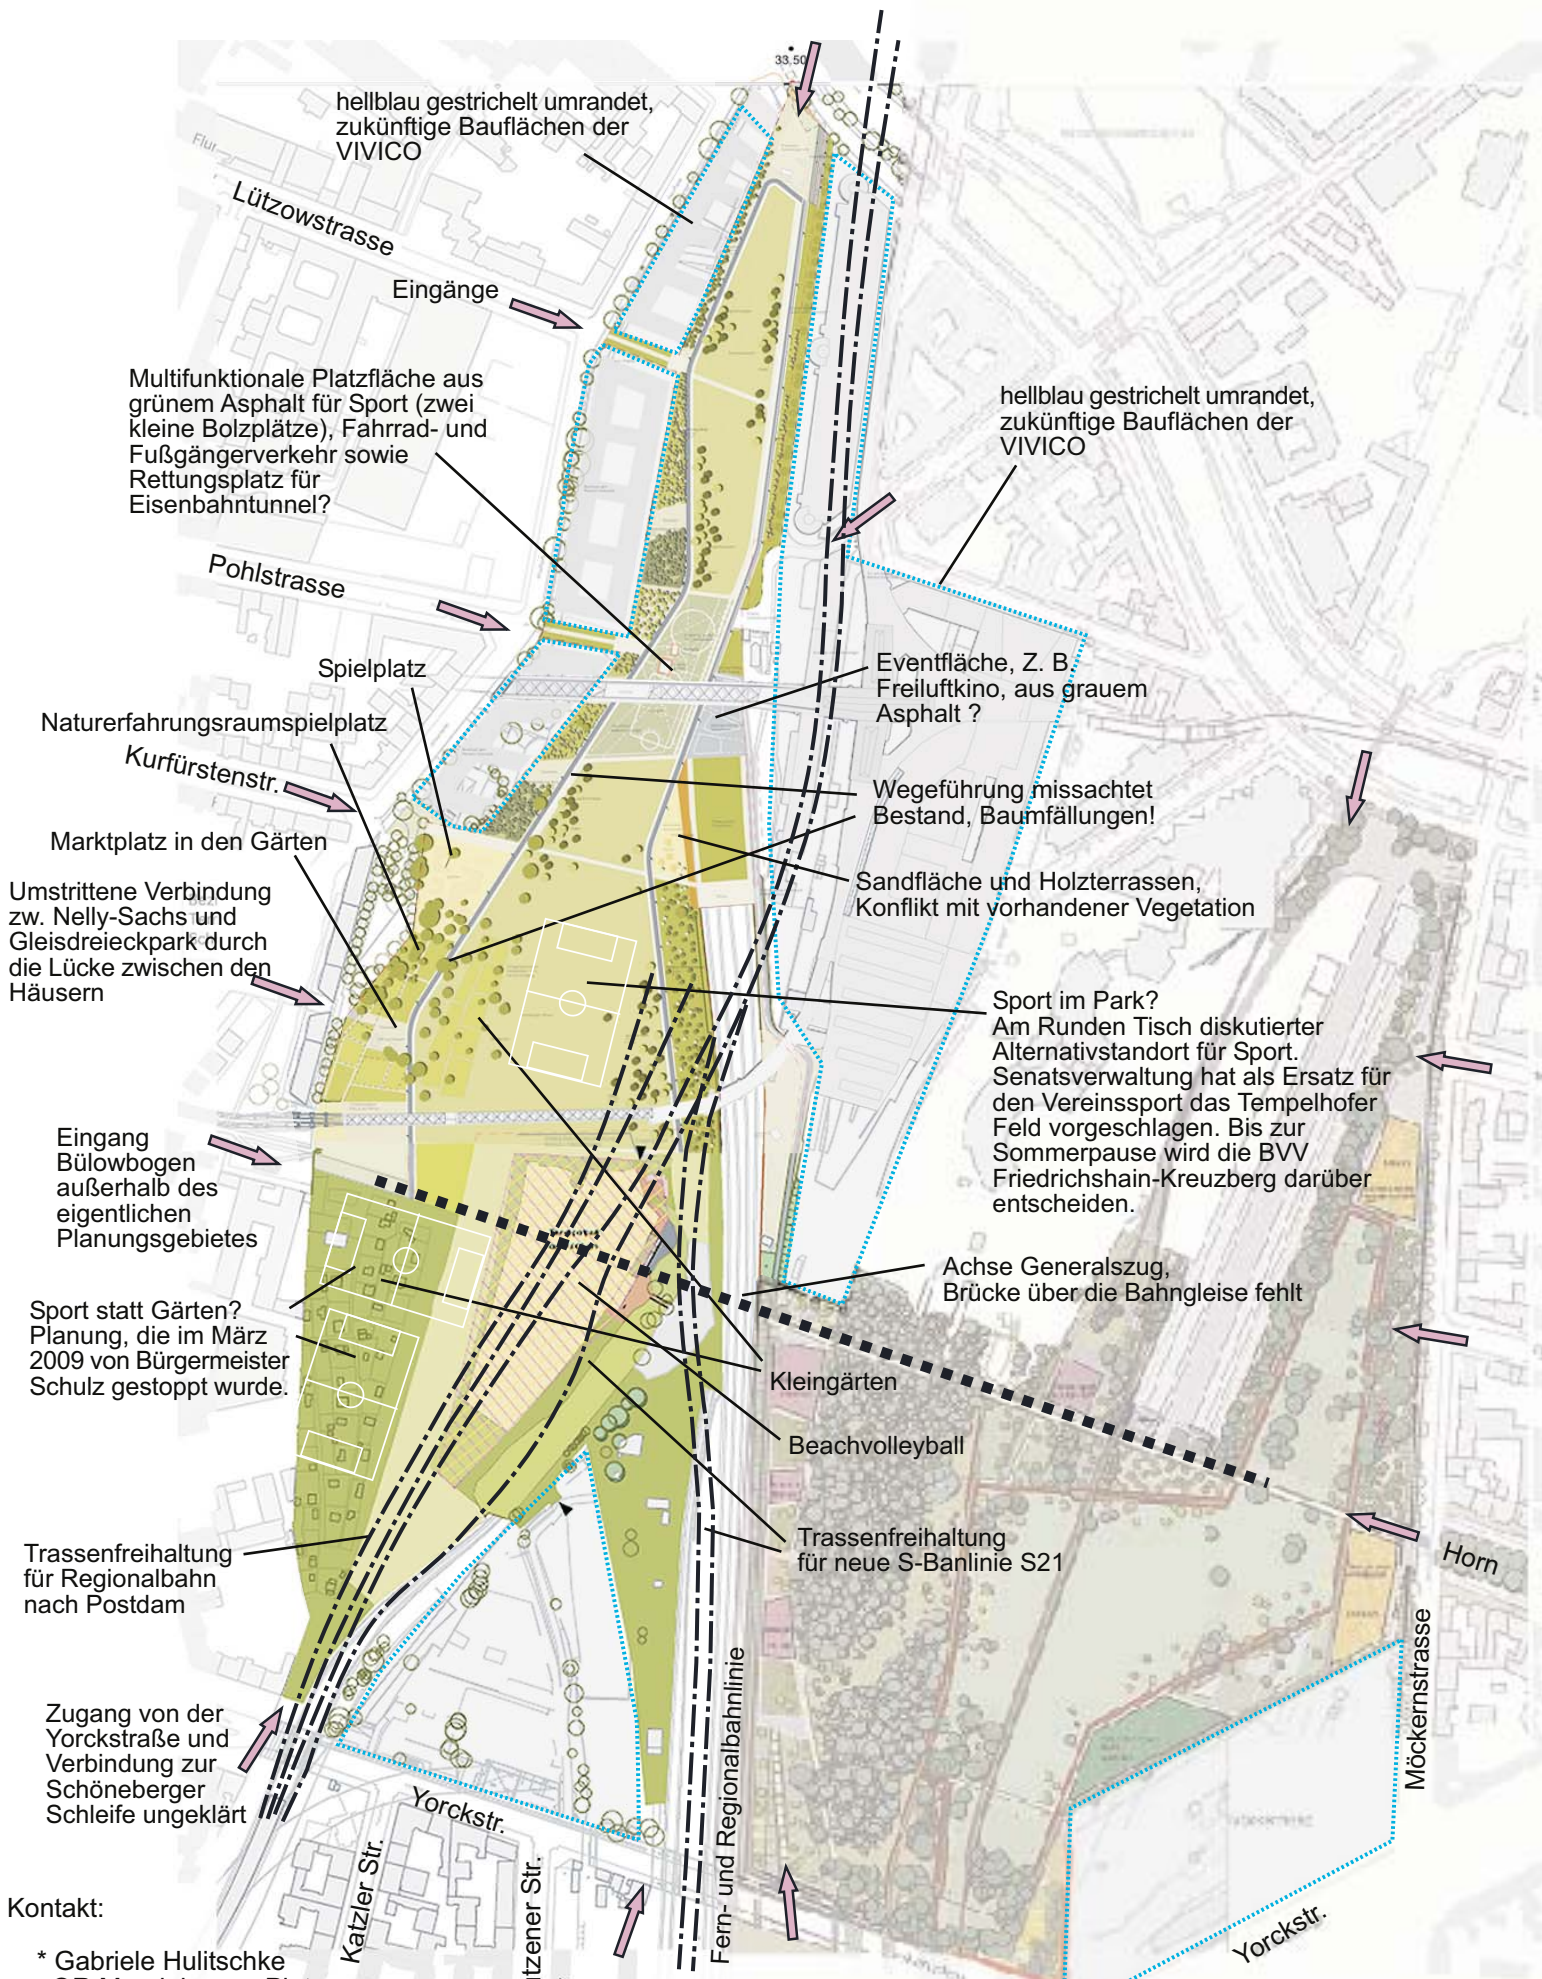 33,50
hellblau gestrichelt umrandet,
zukünftige Bauflächen der
VIVICO
Flur
Lützowstrasse
Eingänge
Multifunktionale Platzfläche aus
grünem Asphalt für Sport (zwei
kleine Bolzplätze), Fahrrad- und
Fußgängerverkehr sowie
Rettungsplatz für
Eisenbahntunnel?
hellblau gestrichelt umrandet,
zukünftige Bauflächen der
VIVICO
Pohlstrasse
Spielplatz
Eventfläche, Z. B.
Freiluftkino, aus grauem
Asphalt ?
Naturerfahrungsraumspielplatz
Kurfürstenstr.
Wegeführung missachtet
Bestand, Baumfällungen!
Marktplatz in den Gärten
Umstrittene Verbindung
zw. Nelly-Sachs und
Gleisdreieckpark durch
die Lücke zwischen den
Häusern
Sandfläche und Holzterrassen,
Konflikt mit vorhandener Vegetation
Sport im Park?
Am Runden Tisch diskutierter
Alternativstandort für Sport.
Senatsverwaltung hat als Ersatz für
den Vereinssport das Tempelhofer
Feld vorgeschlagen. Bis zur
Sommerpause wird die BVV
Friedrichshain-Kreuzberg darüber
entscheiden.
Eingang
Bülowbogen
außerhalb des
eigentlichen
Planungsgebietes
Achse Generalszug,
Brücke über die Bahngleise fehlt
Sport statt Gärten?
Planung, die im März
2009 von Bürgermeister
Schulz gestoppt wurde.
Kleingärten
Beachvolleyball
Trassenfreihaltung
für neue S-Banlinie S21
Trassenfreihaltung
für Regionalbahn
nach Postdam
Horn
Möckernstrasse
Fern- und Regionalbahnlinie
Zugang von der
Yorckstraße und
Verbindung zur
Schöneberger
Schleife ungeklärt
Yorckstr.
Katzler Str.
tzener Str.
Yorckstr.
Kontakt:
* Gabriele Hulitschke